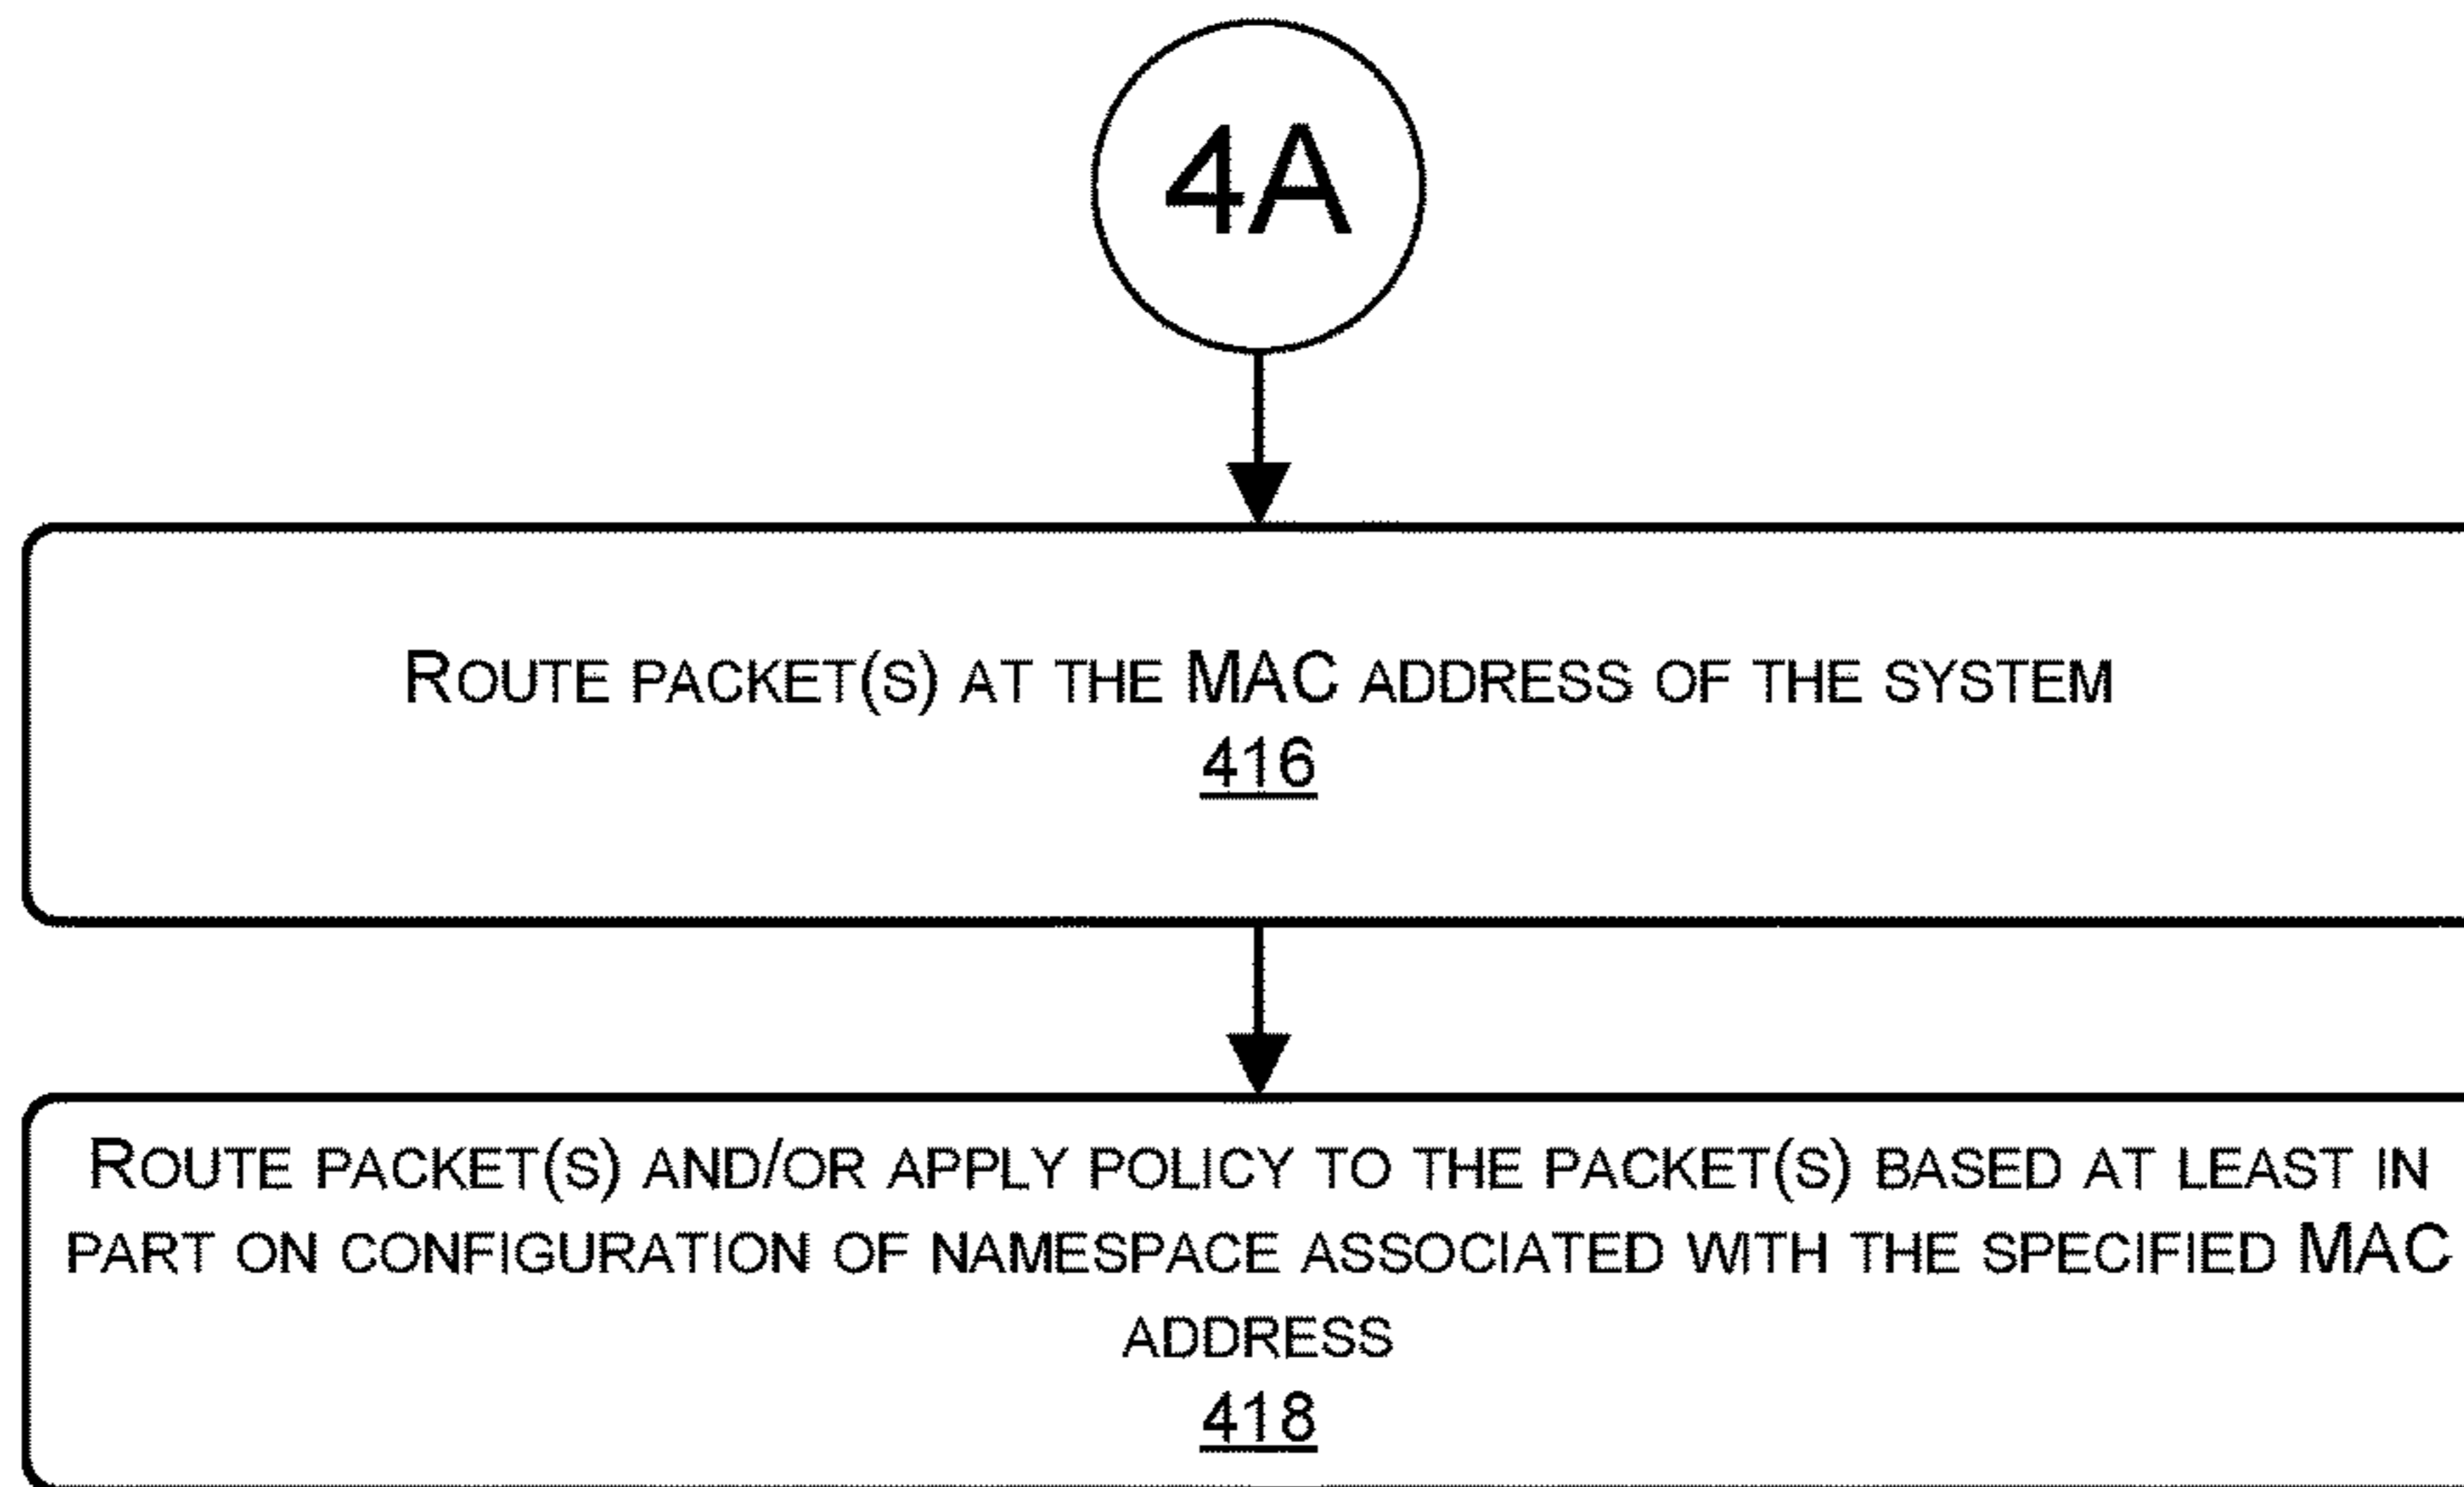 4A
ROUTE PACKET(S) AT THE MAC ADDRESS OF THE SYSTEM
416
ROUTE PACKET(S) AND/OR APPLY POLICY TO THE PACKET(S) BASED AT LEAST IN
PART ON CONFIGURATION OF NAMESPACE ASSOCIATED WITH THE SPECIFIED MAC
ADDRESS
418